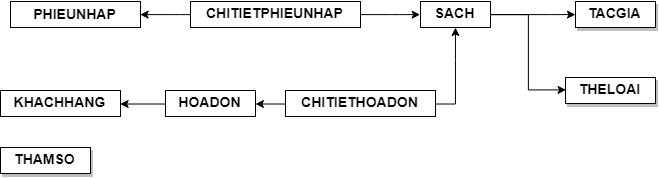 PHIEUNHAP
CHITIETPHIEUNHAP
SACH
TACGIA
THELOAI
KHACHHANG
HOADON
CHITIETHOADON
THAMSO